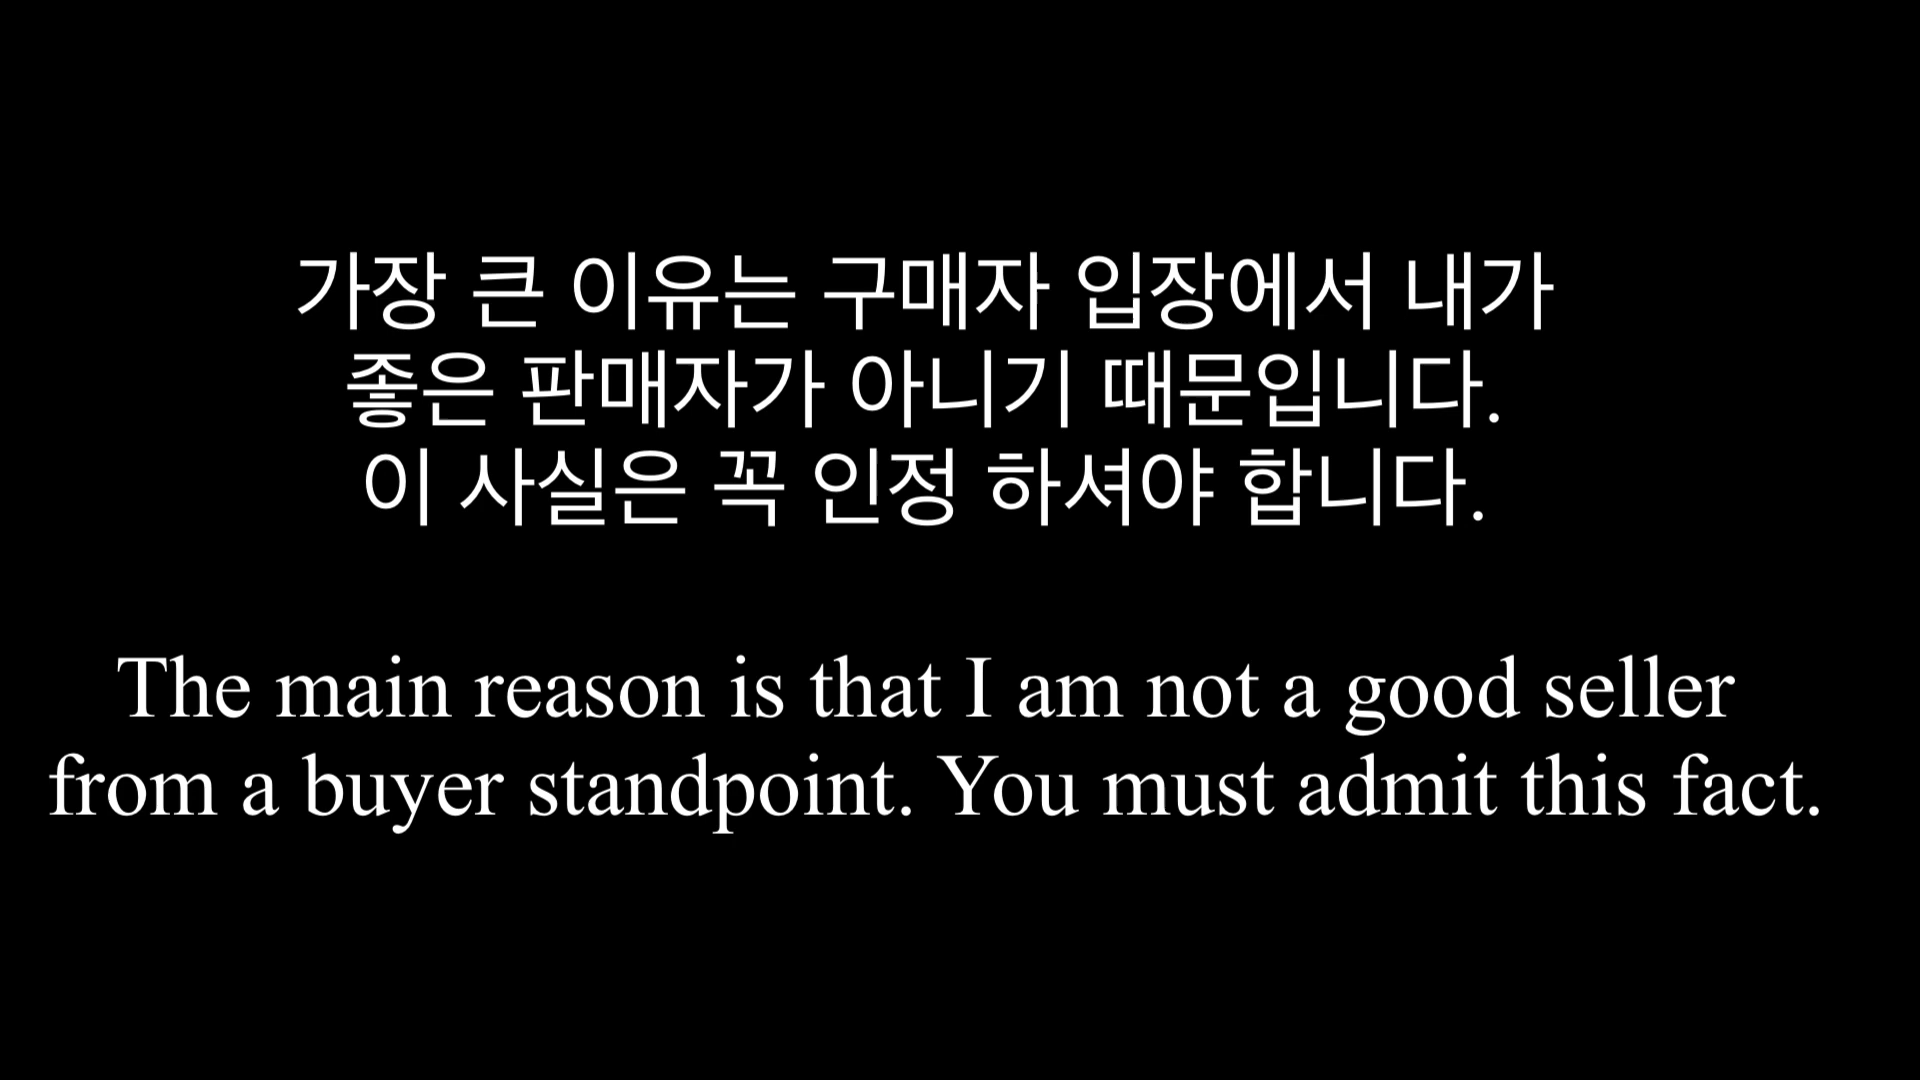 가장 큰 이유는 구매자 입장에서 내가
좋은 판매자가 아니기 때문입니다.
이 사실은 꼭 인정 하셔야 합니다.
The main reason is that I am not a good seller
from a buyer standpoint. You must admit this fact.